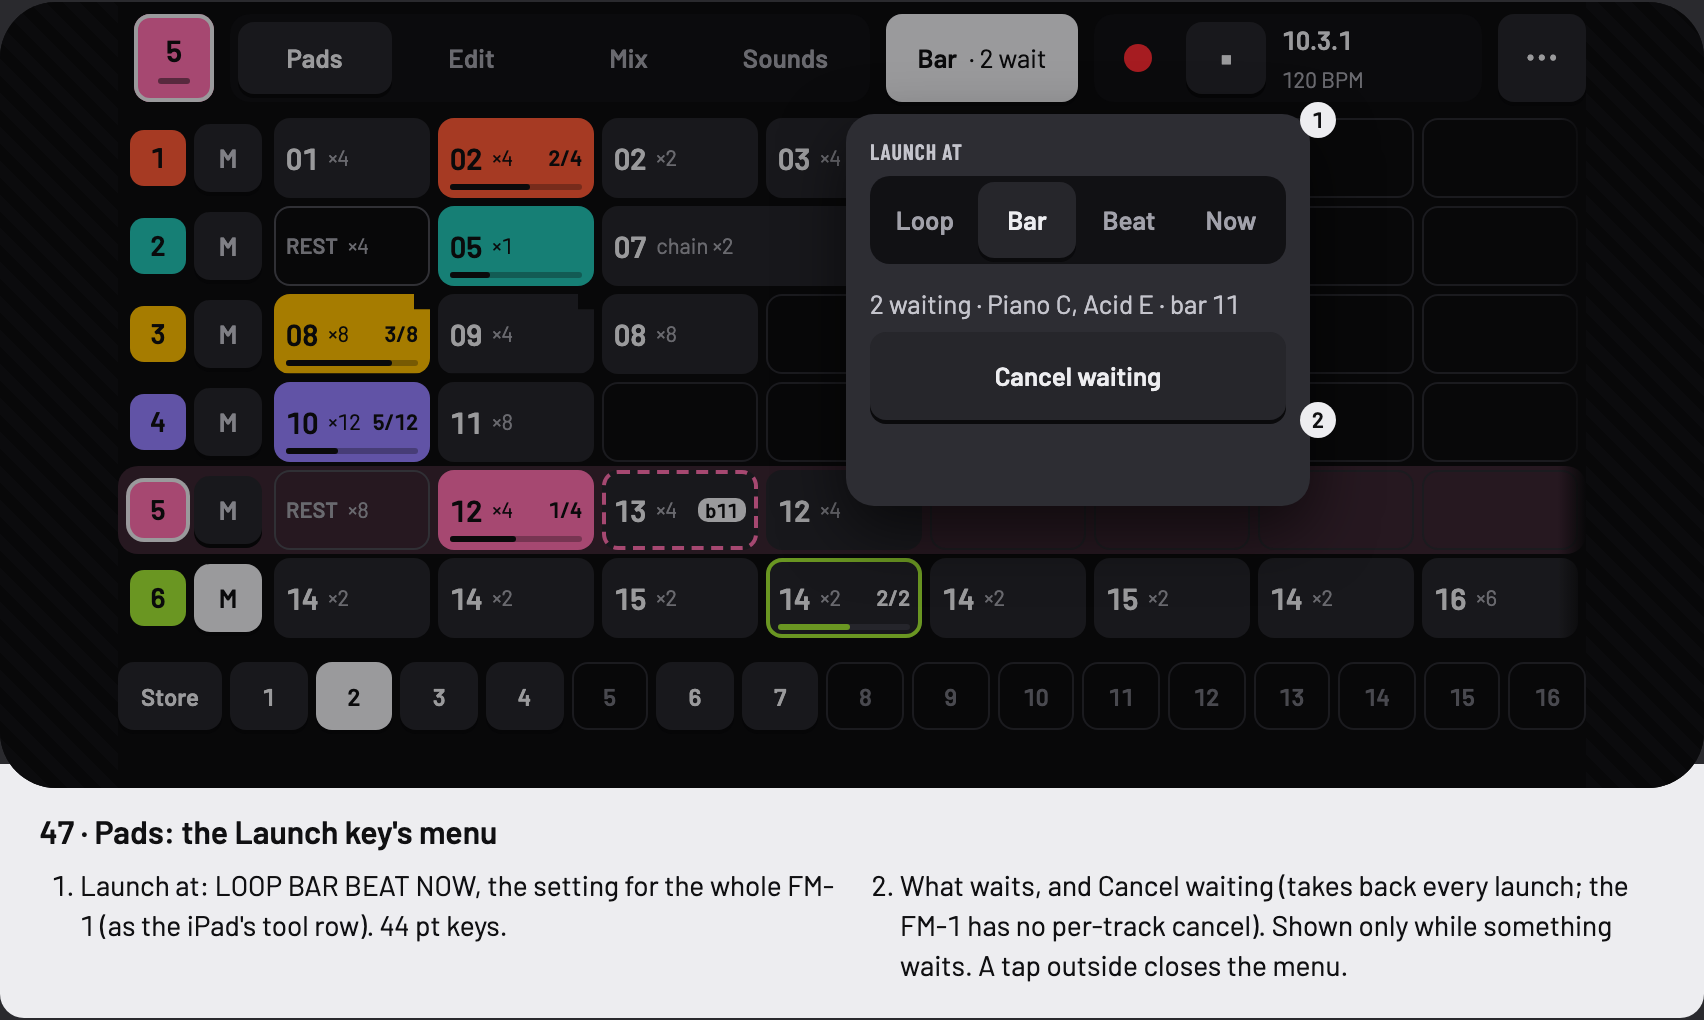 5 Pads Edit Mix Sounds Bar · 2 wait 10.3.1
120 BPM
1
LAUNCH AT
1 M 01 ×4 02 ×4 2/4 02 ×2 03 ×4
Loop Bar Beat Now
2 M REST ×4 05 ×1 07 chain ×2
2 waiting · Piano C, Acid E · bar 11
3 M 08 ×8 3/8 09 ×4 08 ×8
Cancel waiting
4 M 10 ×12 5/12 11 ×8
2
5 M REST ×8 12 ×4 1/4 13 ×4 b11 12 ×4
6 M 14 ×2 14 ×2 15 ×2 14 ×2 2/2 14 ×2 15 ×2 14 ×2 16 ×6
Store 1 2 3 4 5 6 7 8 9 10 11 12 13 14 15 16
47 · Pads: the Launch key's menu
1. Launch at: LOOP BAR BEAT NOW, the setting for the whole FM-
1 (as the iPad's tool row). 44 pt keys.
2. What waits, and Cancel waiting (takes back every launch; the
FM-1 has no per-track cancel). Shown only while something
waits. A tap outside closes the menu.